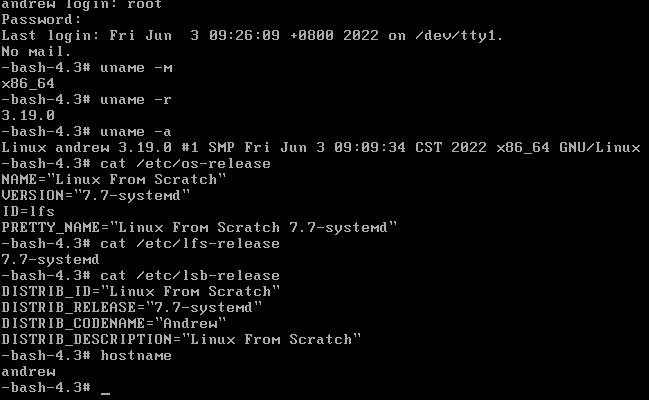 andrew login: root
Password:
Last login: Fri Jun  3 09:26:09 +0800 2022 on /dev/tty1.
No mail.
-bash-4.3# uname -m
x86_64
-bash-4.3# uname -r
3.19.0
-bash-4.3# uname -a
Linux andrew 3.19.0 #1 SMP Fri Jun 3 09:09:34 CST 2022 x86_64 GNU/Linux
-bash-4.3# cat /etc/os-release
NAME="Linux From Scratch"
VERSION="7.7-systemd"
ID=lfs
PRETTY_NAME="Linux From Scratch 7.7-systemd"
-bash-4.3# cat /etc/lfs-release
7.7-systemd
-bash-4.3# cat /etc/lsb-release
DISTRIB_ID="Linux From Scratch"
DISTRIB_RELEASE="7.7-systemd"
DISTRIB_CODENAME="Andrew"
DISTRIB_DESCRIPTION="Linux From Scratch"
-bash-4.3# hostname
andrew
-bash-4.3# _